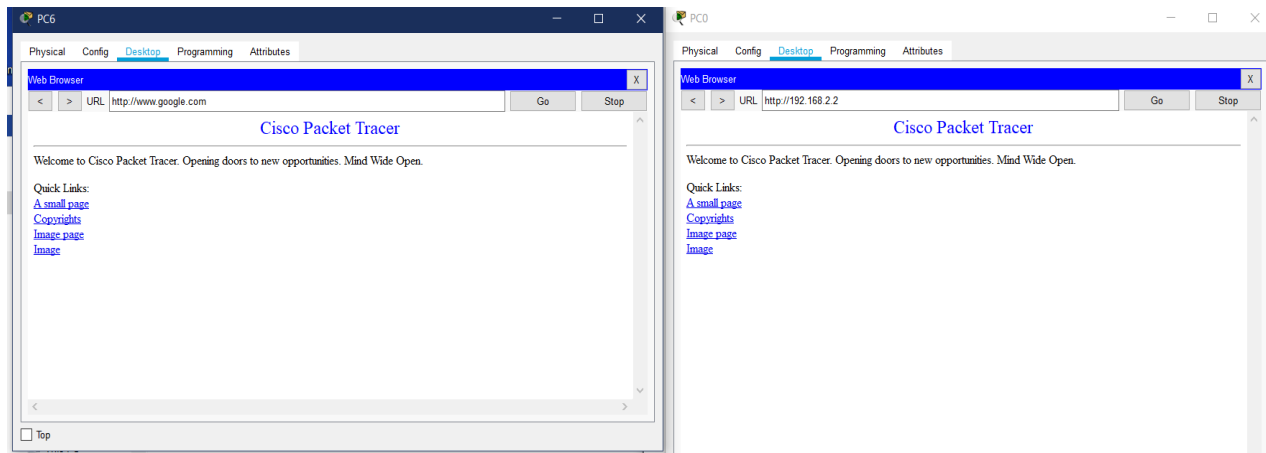 PC6
Physical Config Desktop Programming Attributes
Web Browser X
< > URL http://www.google.com Go Stop
Cisco Packet Tracer
Welcome to Cisco Packet Tracer. Opening doors to new opportunities. Mind Wide Open.
Quick Links:
A small page
Copyrights
Image page
Image
Top
PC0
Physical Config Desktop Programming Attributes
Web Browser X
< > URL http://192.168.2.2 Go Stop
Cisco Packet Tracer
Welcome to Cisco Packet Tracer. Opening doors to new opportunities. Mind Wide Open.
Quick Links:
A small page
Copyrights
Image page
Image